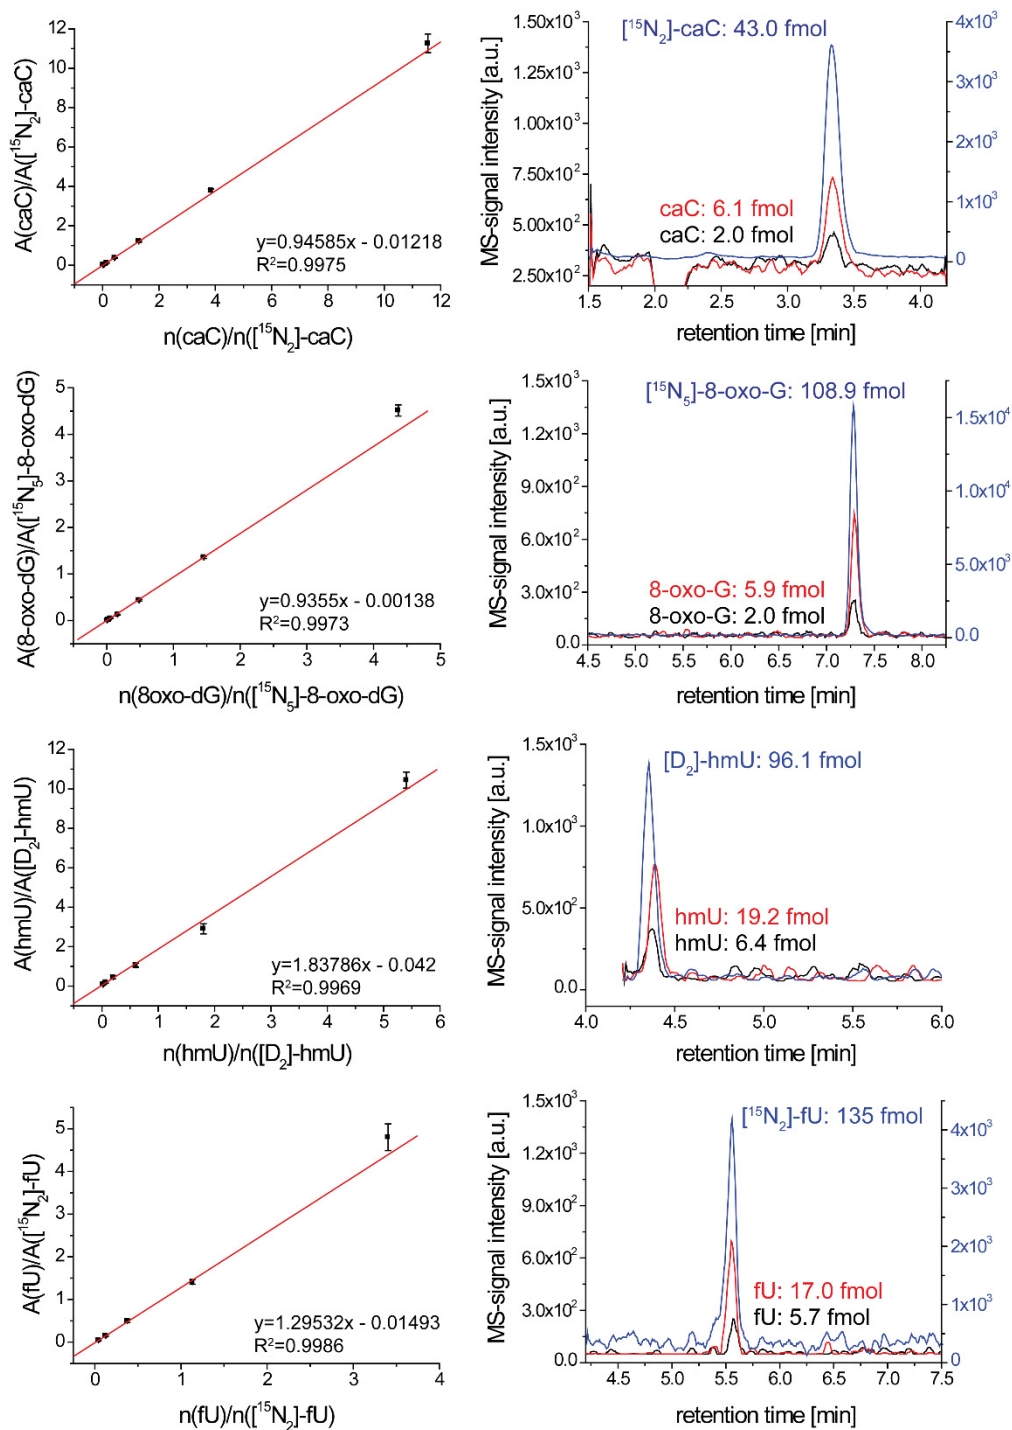 A(caC)/A([¹⁵N₂]-caC)
12
10
8
6
4
2
0
y=0.94585x - 0.01218
R²=0.9975
0 2 4 6 8 10 12
n(caC)/n([¹⁵N₂]-caC)
MS-signal intensity [a.u.]
1.50x10³
1.25x10³
1.00x10³
7.50x10²
5.00x10²
2.50x10²
[¹⁵N₂]-caC: 43.0 fmol
caC: 6.1 fmol
caC: 2.0 fmol
4x10³
3x10³
2x10³
1x10³
0
1.5 2.0 2.5 3.0 3.5 4.0
retention time [min]
A(8-oxo-dG)/A([¹⁵N₅]-8-oxo-dG)
5
4
3
2
1
0
y=0.9355x - 0.00138
R²=0.9973
0 1 2 3 4 5
n(8oxo-dG)/n([¹⁵N₅]-8-oxo-dG)
MS-signal intensity [a.u.]
1.5x10³
1.2x10³
9.0x10²
6.0x10²
3.0x10²
0.0
[¹⁵N₅]-8-oxo-G: 108.9 fmol
8-oxo-G: 5.9 fmol
8-oxo-G: 2.0 fmol
1.5x10⁴
1.0x10⁴
5.0x10³
0.0
4.5 5.0 5.5 6.0 6.5 7.0 7.5 8.0
retention time [min]
A(hmU)/A([D₂]-hmU)
12
10
8
6
4
2
0
y=1.83786x - 0.042
R²=0.9969
0 1 2 3 4 5 6
n(hmU)/n([D₂]-hmU)
MS-signal intensity [a.u.]
1.5x10³
1.0x10³
5.0x10²
0.0
[D₂]-hmU: 96.1 fmol
hmU: 19.2 fmol
hmU: 6.4 fmol
4.0 4.5 5.0 5.5 6.0
retention time [min]
A(fU)/A([¹⁵N₂]-fU)
5
4
3
2
1
0
y=1.29532x - 0.01493
R²=0.9986
0 1 2 3 4
n(fU)/n([¹⁵N₂]-fU)
MS-signal intensity [a.u.]
1.5x10³
1.2x10³
9.0x10²
6.0x10²
3.0x10²
0.0
[¹⁵N₂]-fU: 135 fmol
fU: 17.0 fmol
fU: 5.7 fmol
4x10³
3x10³
2x10³
1x10³
0
4.5 5.0 5.5 6.0 6.5 7.0 7.5
retention time [min]